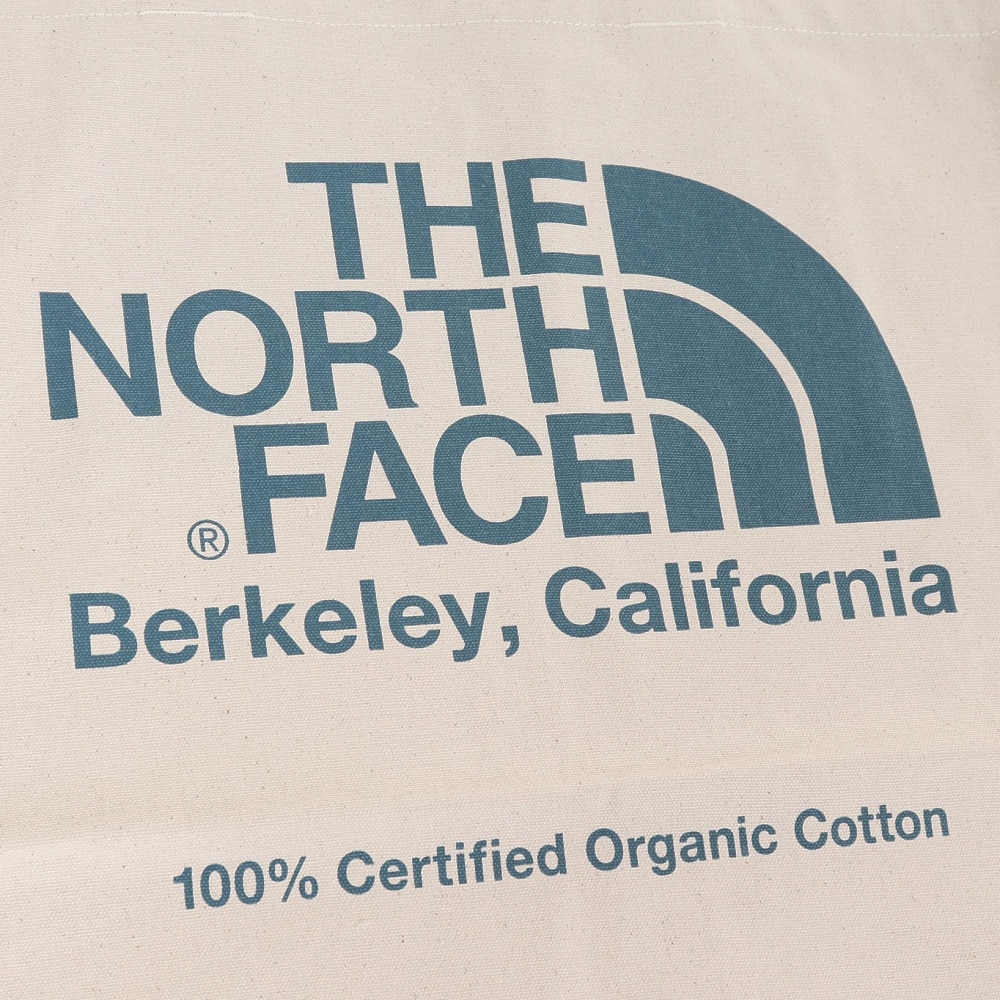 THE
NORTH
FACE
®
Berkeley, California
100% Certified Organic Cotton